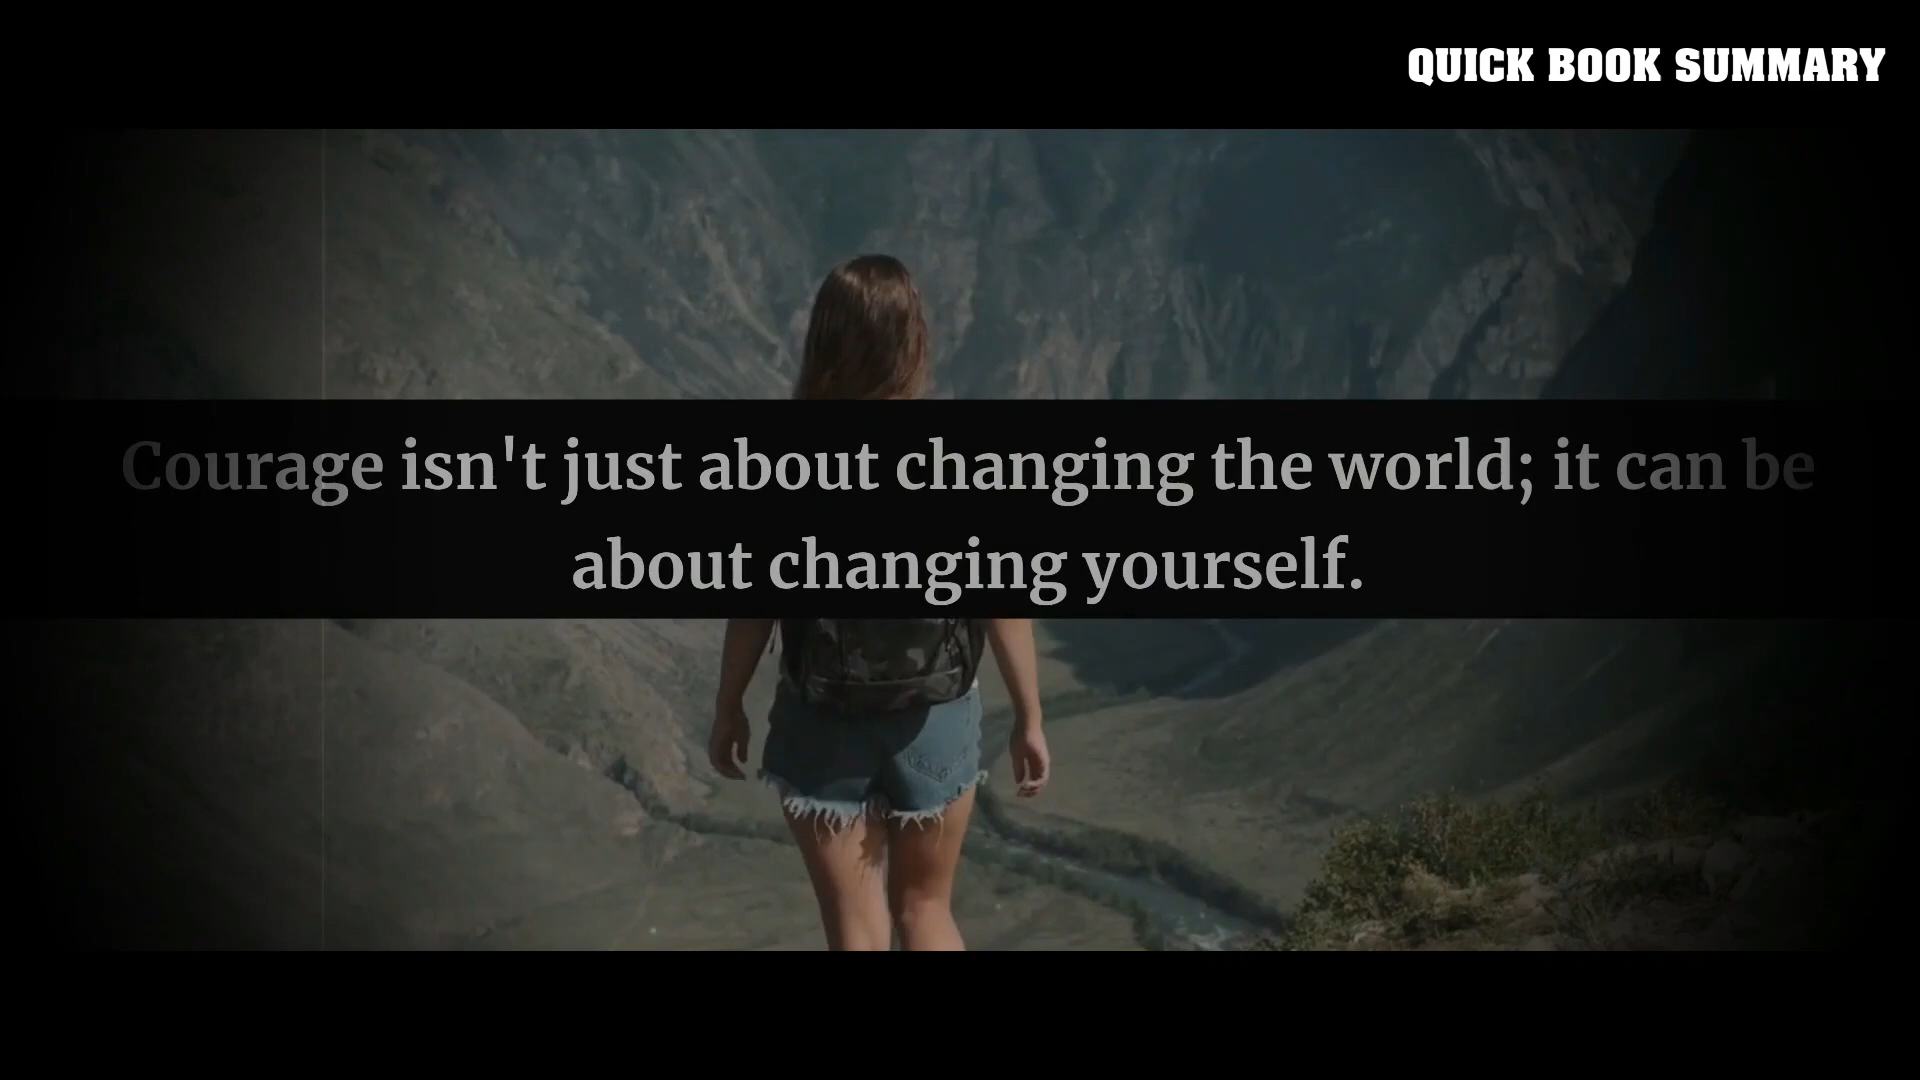 QUICK BOOK SUMMARY
Courage isn't just about changing the world; it can be
about changing yourself.